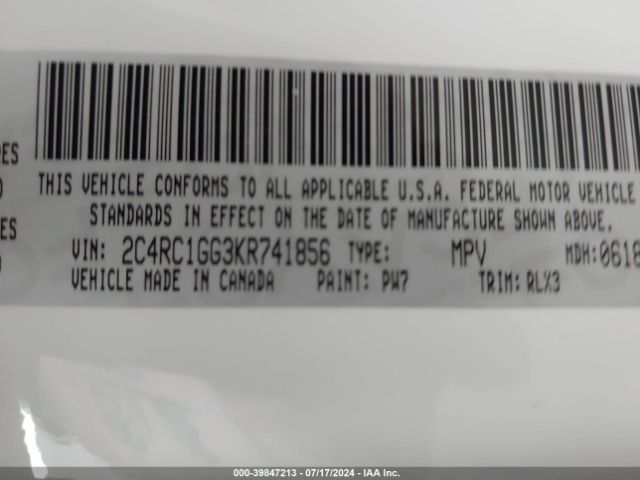 RES
)
THIS VEHICLE CONFORMS TO ALL APPLICABLE U.S.A. FEDERAL MOTOR VEHICLE
STANDARDS IN EFFECT ON THE DATE OF MANUFACTURE SHOWN ABOVE.
ES
VIN: 2C4RC1GG3KR741856 TYPE: MPV MDH:0618
)
VEHICLE MADE IN CANADA PAINT: PW7 TRIM: RLX3
000-39847213 - 07/17/2024 - IAA Inc.